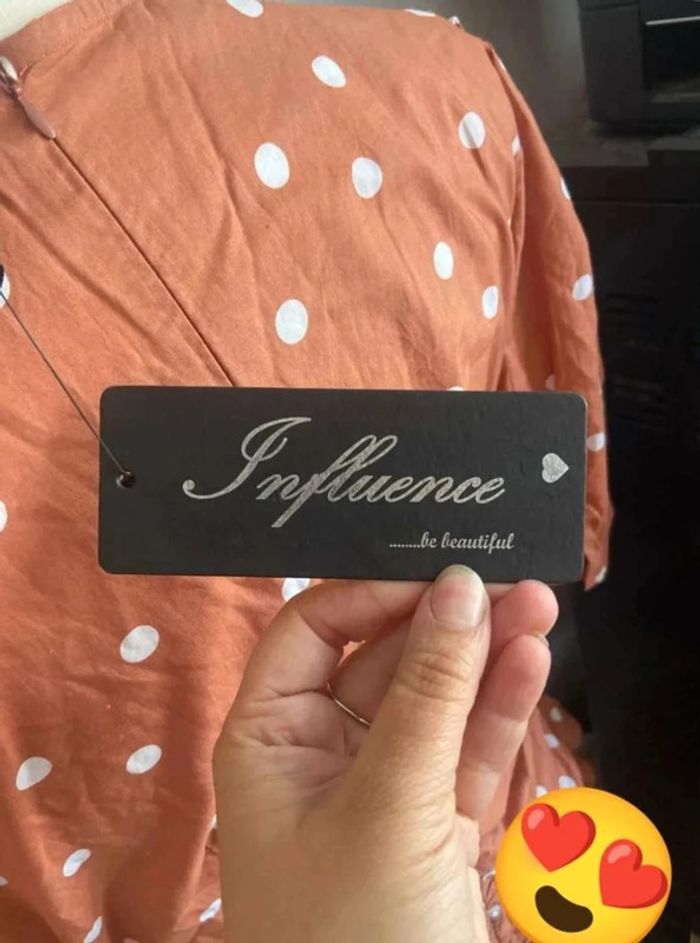 Influence
........be beautiful